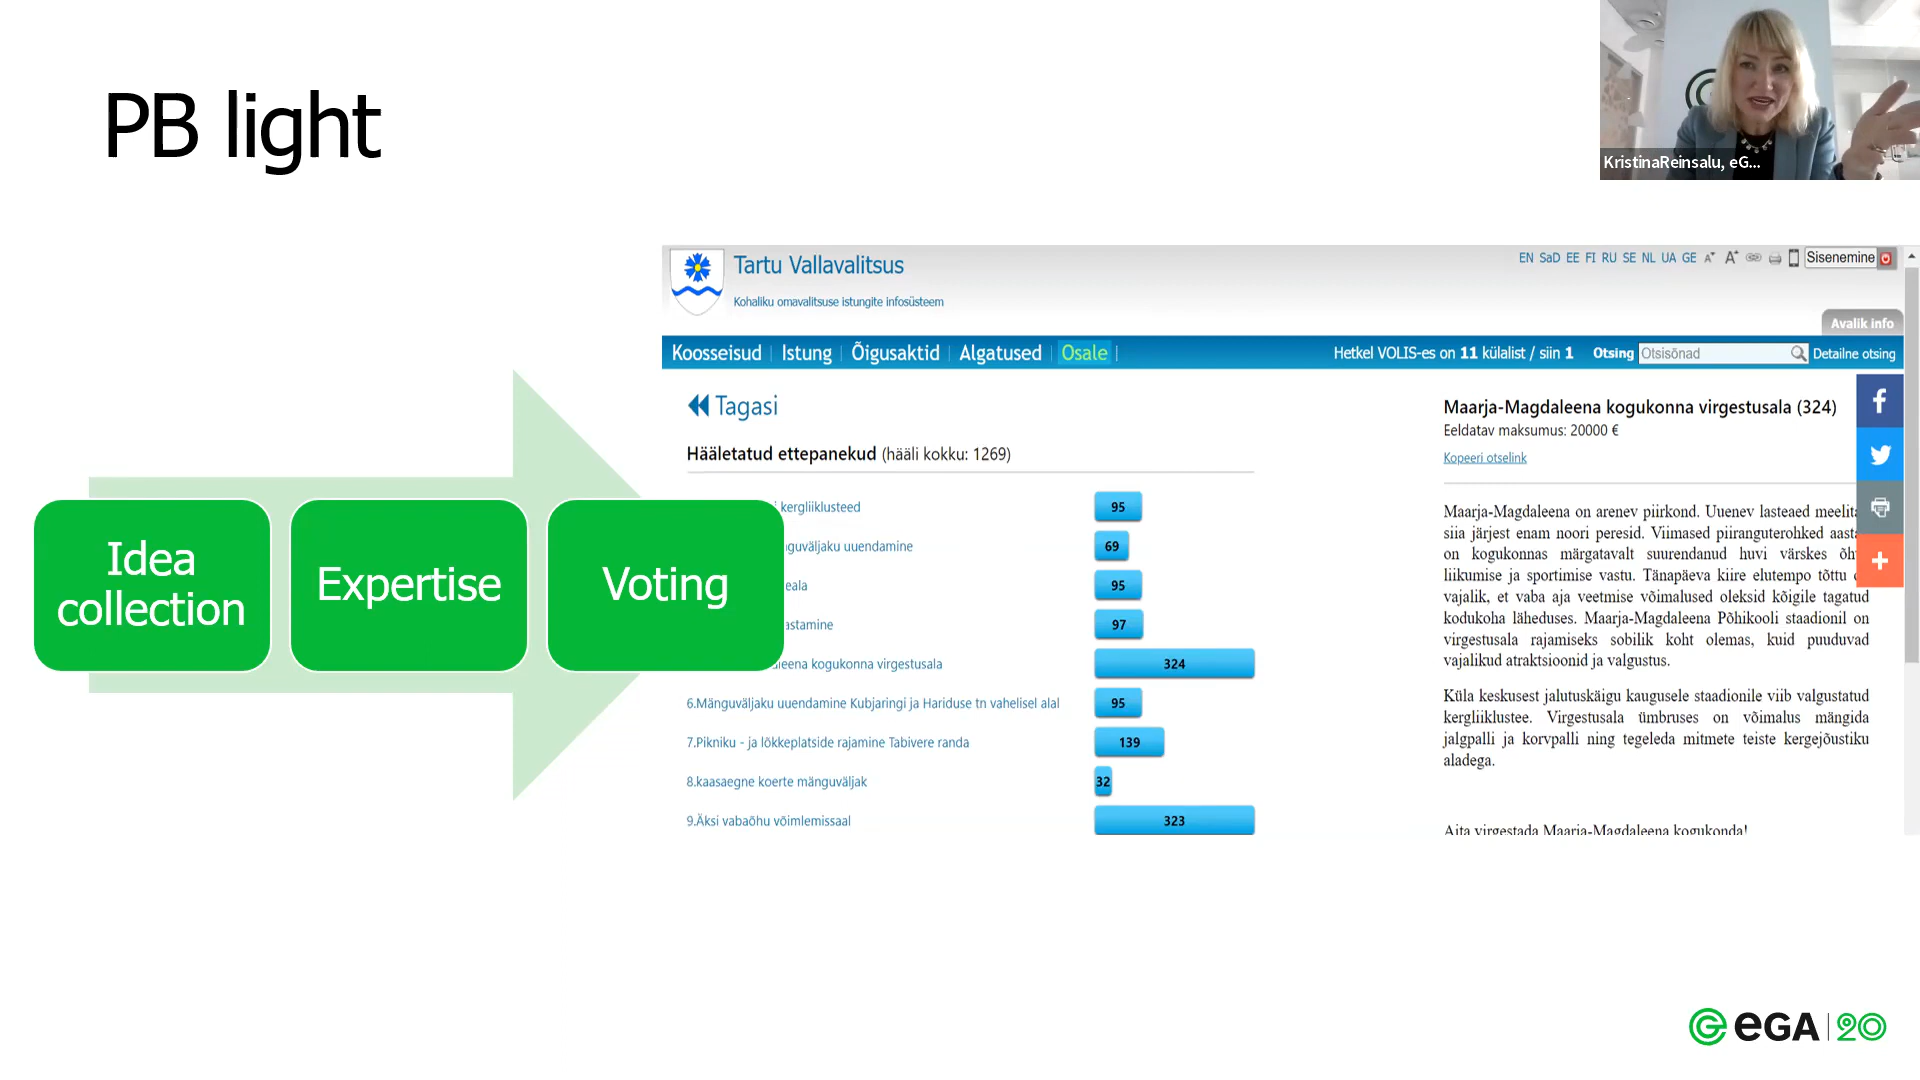 PB light
KristinaReinsalu, eG...
Tartu Vallavalitsus
Kohaliku omavalitsuse istungite infosüsteem
EN SaD EE FI RU SE NL UA GE A A Sisenemine
Avalik info
Koosseisud | Istung | Õigusaktid | Algatused | Osale |
Hetkel VOLIS-es on 11 külalist / siin 1 Otsing Otsisõnad Detailne otsing
Tagasi
Hääletatud ettepanekud (hääli kokku: 1269)
kergliiklusteed 95
nguväljaku uuendamine 69
eala 95
astamine 97
leena kogukonna virgestusala 324
6.Mänguväljaku uuendamine Kubjaringi ja Hariduse tn vahelisel alal 95
7.Pikniku - ja lõkkeplatside rajamine Tabivere randa 139
8.kaasaegne koerte mänguväljak 32
9.Äksi vabaõhu võimlemissaal 323
Idea
collection
Expertise
Voting
Maarja-Magdaleena kogukonna virgestusala (324)
Eeldatav maksumus: 20000 €
Kopeeri otselink
Maarja-Magdaleena on arenev piirkond. Uuenev lasteaed meelita
siia järjest enam noori peresid. Viimased piiranguterohked aasta
on kogukonnas märgatavalt suurendanud huvi värskes õh
liikumise ja sportimise vastu. Tänapäeva kiire elutempo tõttu
vajalik, et vaba aja veetmise võimalused oleksid kõigile tagatud
kodukoha läheduses. Maarja-Magdaleena Põhikooli staadionil on
virgestusala rajamiseks sobilik koht olemas, kuid puuduvad
vajalikud atraktsioonid ja valgustus.
Küla keskusest jalutuskäigu kaugusele staadionile viib valgustatud
kergliiklustee. Virgestusala ümbruses on võimalus mängida
jalgpalli ja korvpalli ning tegeleda mitmete teiste kergejõustiku
aladega.
Aita virgestada Maarja-Magdaleena kogukonda!
eGA | 20